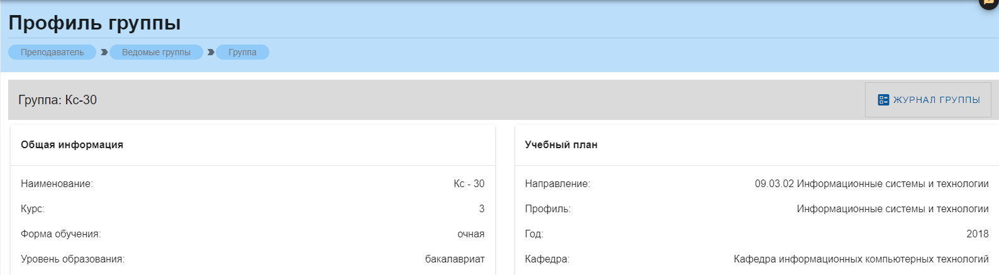 Профиль группы
Преподаватель Ведомые группы Группа
Группа: Кс-30
ЖУРНАЛ ГРУППЫ
Общая информация
Наименование: Кс - 30
Курс: 3
Форма обучения: очная
Уровень образования: бакалавриат
Учебный план
Направление: 09.03.02 Информационные системы и технологии
Профиль: Информационные системы и технологии
Год: 2018
Кафедра: Кафедра информационных компьютерных технологий